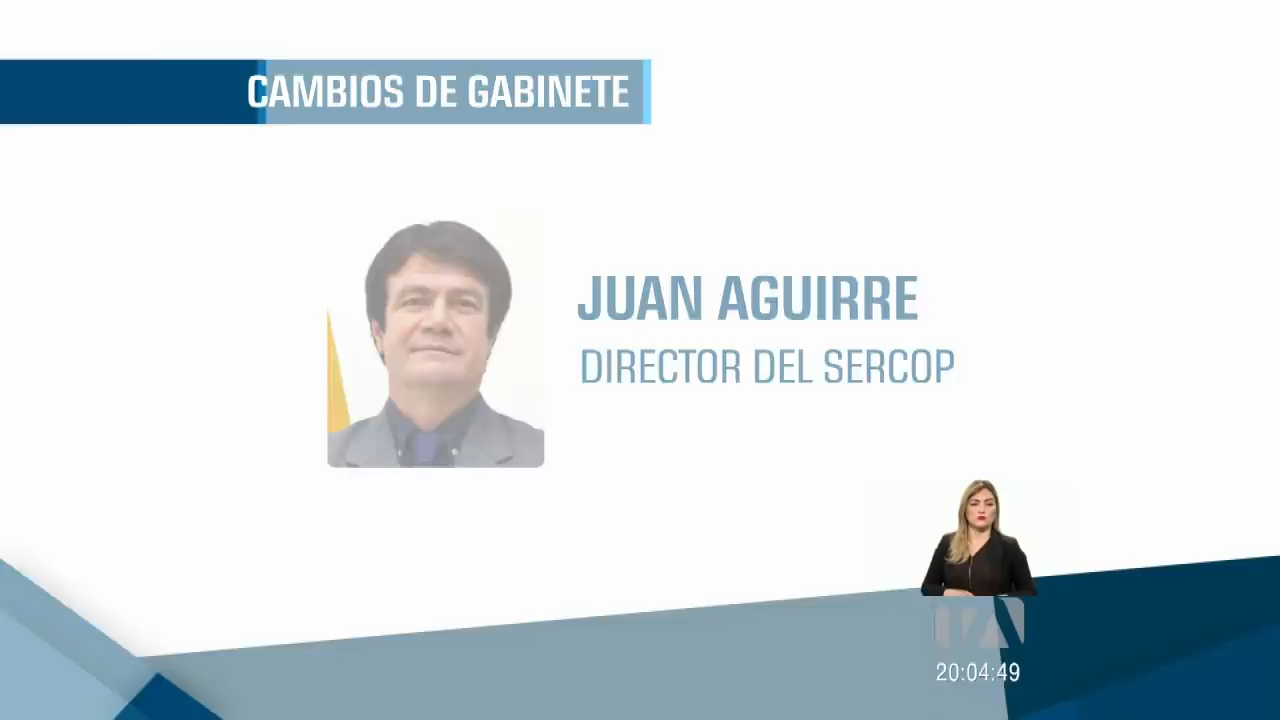 CAMBIOS DE GABINETE
JUAN AGUIRRE
DIRECTOR DEL SERCOP
20:04:49